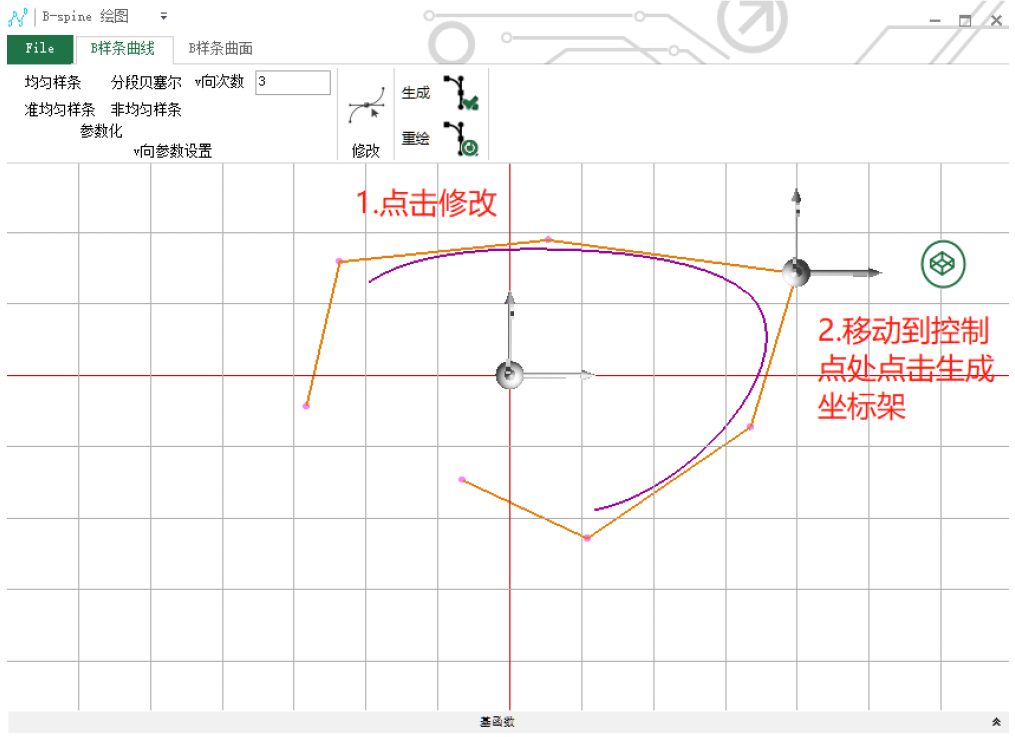 B-spine 绘图
File B样条曲线 B样条曲面
均匀样条 分段贝塞尔 v向次数 3
准均匀样条 非均匀样条
参数化
v向参数设置
修改
生成
重绘
1.点击修改
2.移动到控制
点处点击生成
坐标架
基函数